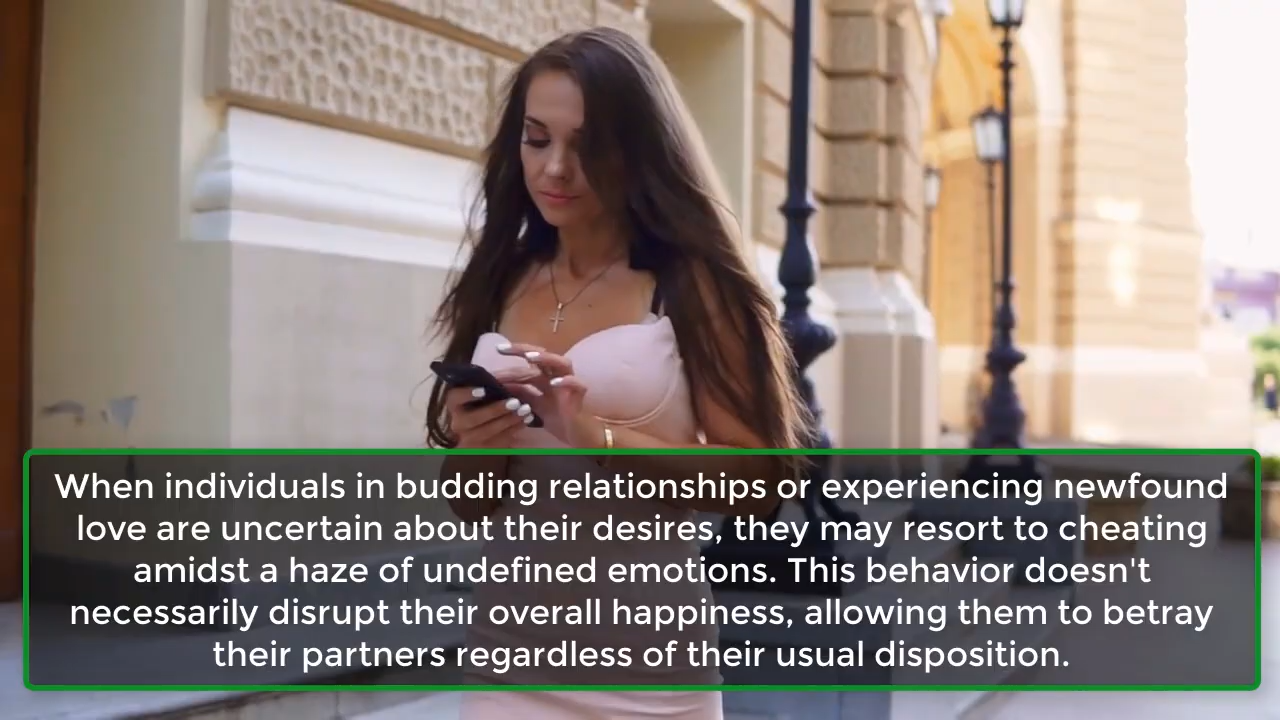 When individuals in budding relationships or experiencing newfound
love are uncertain about their desires, they may resort to cheating
amidst a haze of undefined emotions. This behavior doesn't
necessarily disrupt their overall happiness, allowing them to betray
their partners regardless of their usual disposition.